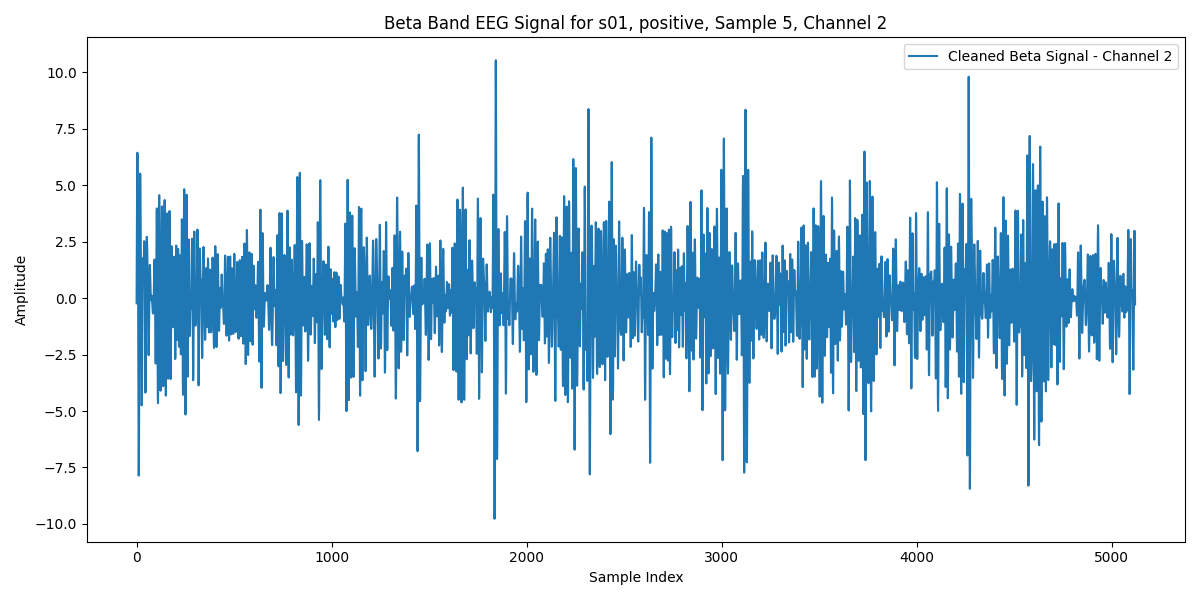 Beta Band EEG Signal for s01, positive, Sample 5, Channel 2
Cleaned Beta Signal - Channel 2
Amplitude
10.0
7.5
5.0
2.5
0.0
−2.5
−5.0
−7.5
−10.0
0 1000 2000 3000 4000 5000
Sample Index